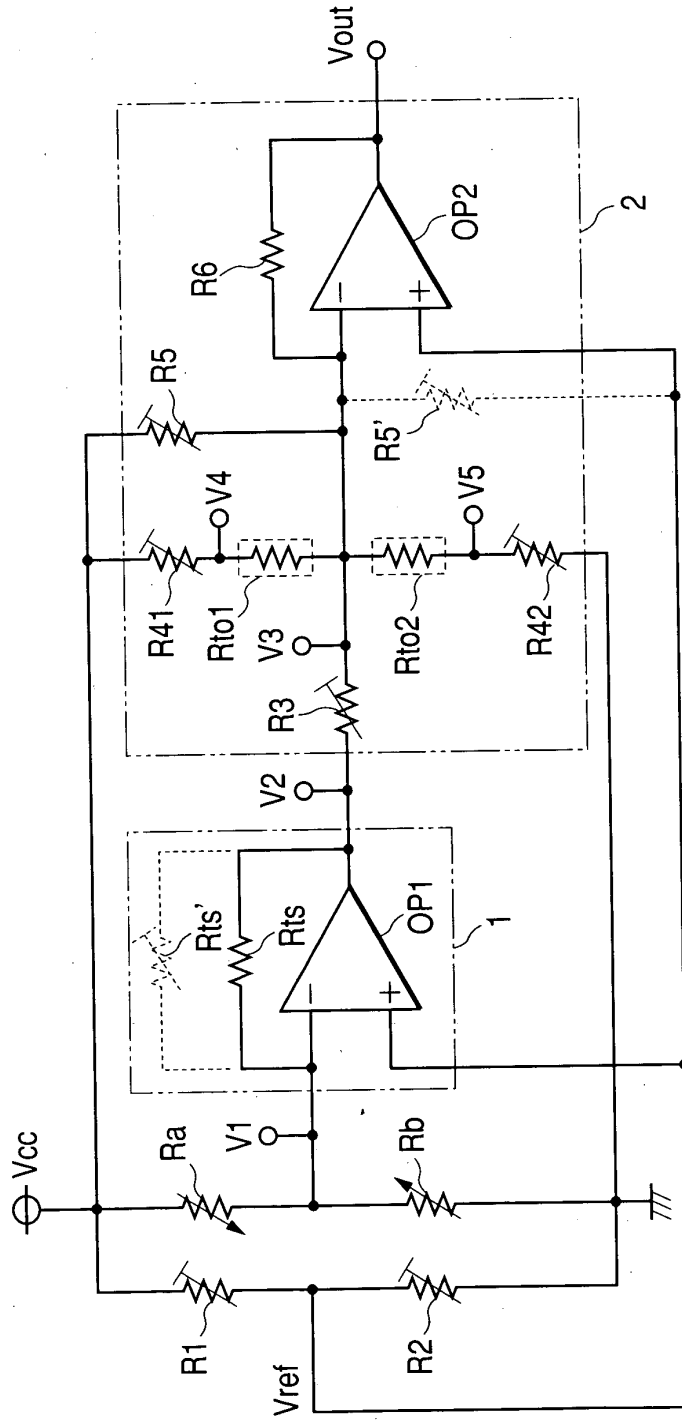 Vcc
R1
Vref
R2
Ra
V1
Rb
Rts'
Rts
−
+
OP1
1
V2
R3
V3
R41
V4
Rto1
Rto2
V5
R42
R5
R5'
R6
−
+
OP2
2
Vout